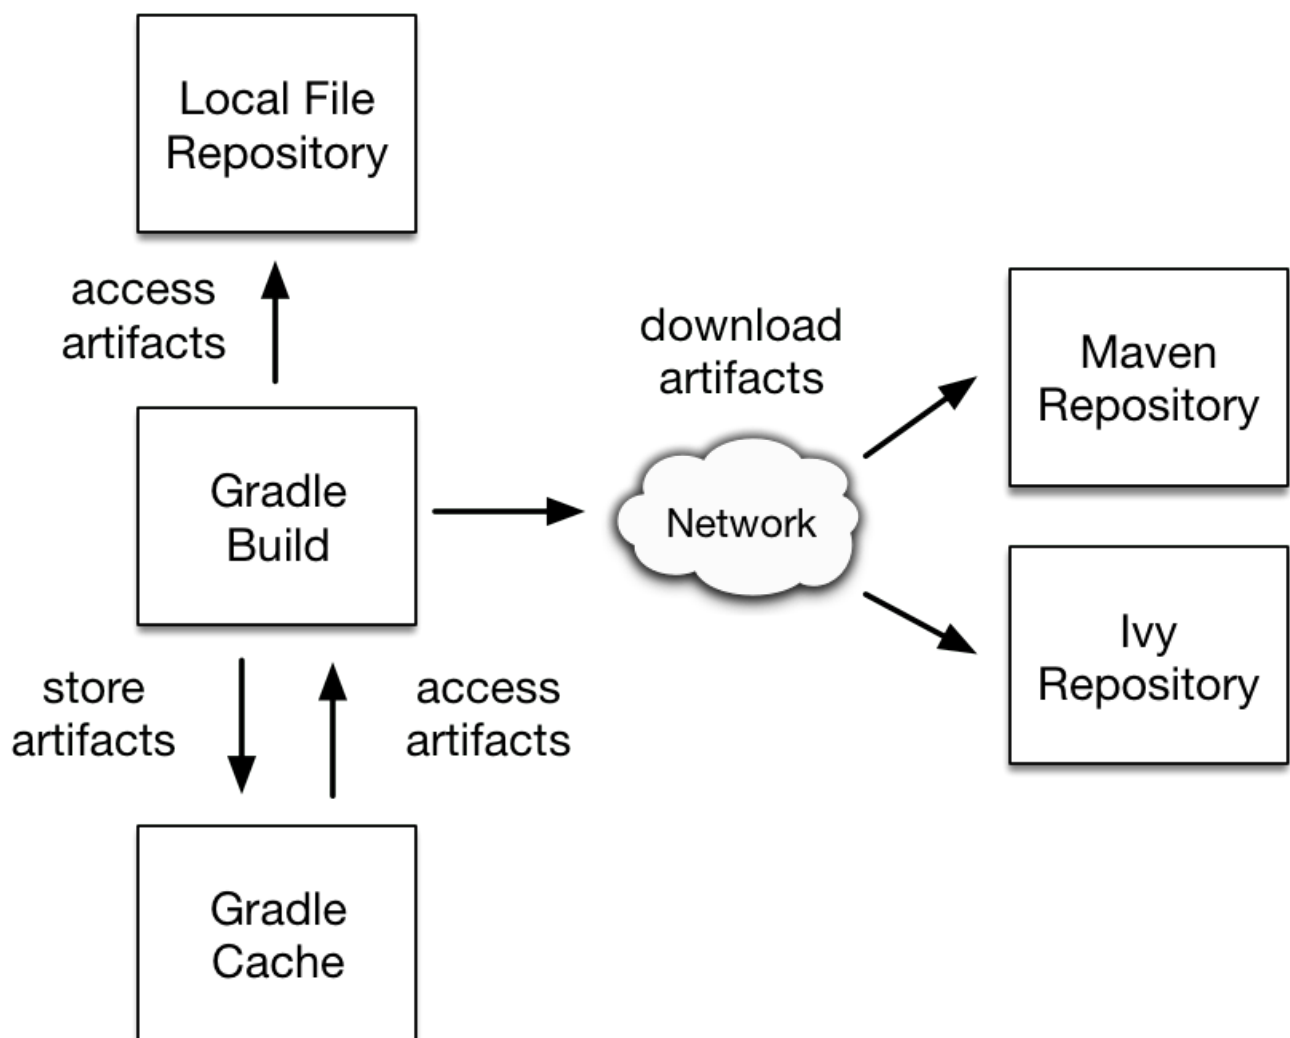 Local File
Repository
access
artifacts
download
artifacts
Maven
Repository
Gradle
Build
Network
Ivy
Repository
store
artifacts
access
artifacts
Gradle
Cache